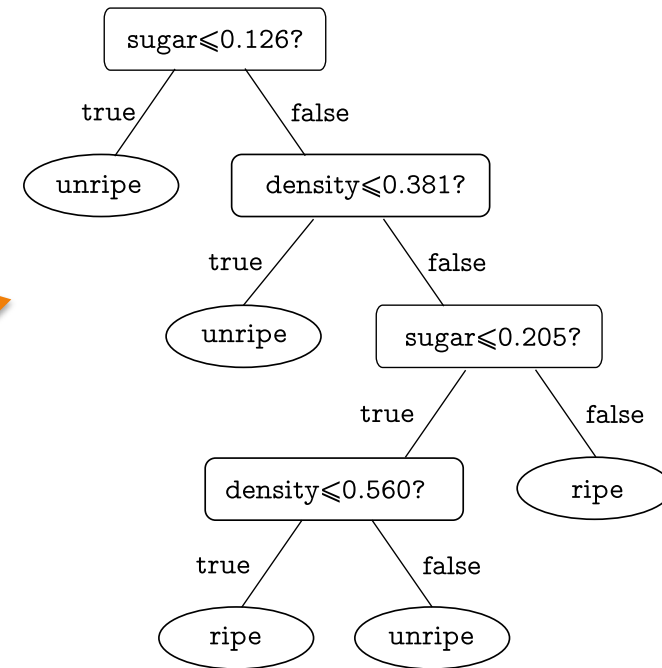 sugar⩽0.126?
true
false
unripe
density⩽0.381?
true
false
unripe
sugar⩽0.205?
true
false
density⩽0.560?
ripe
true
false
ripe
unripe